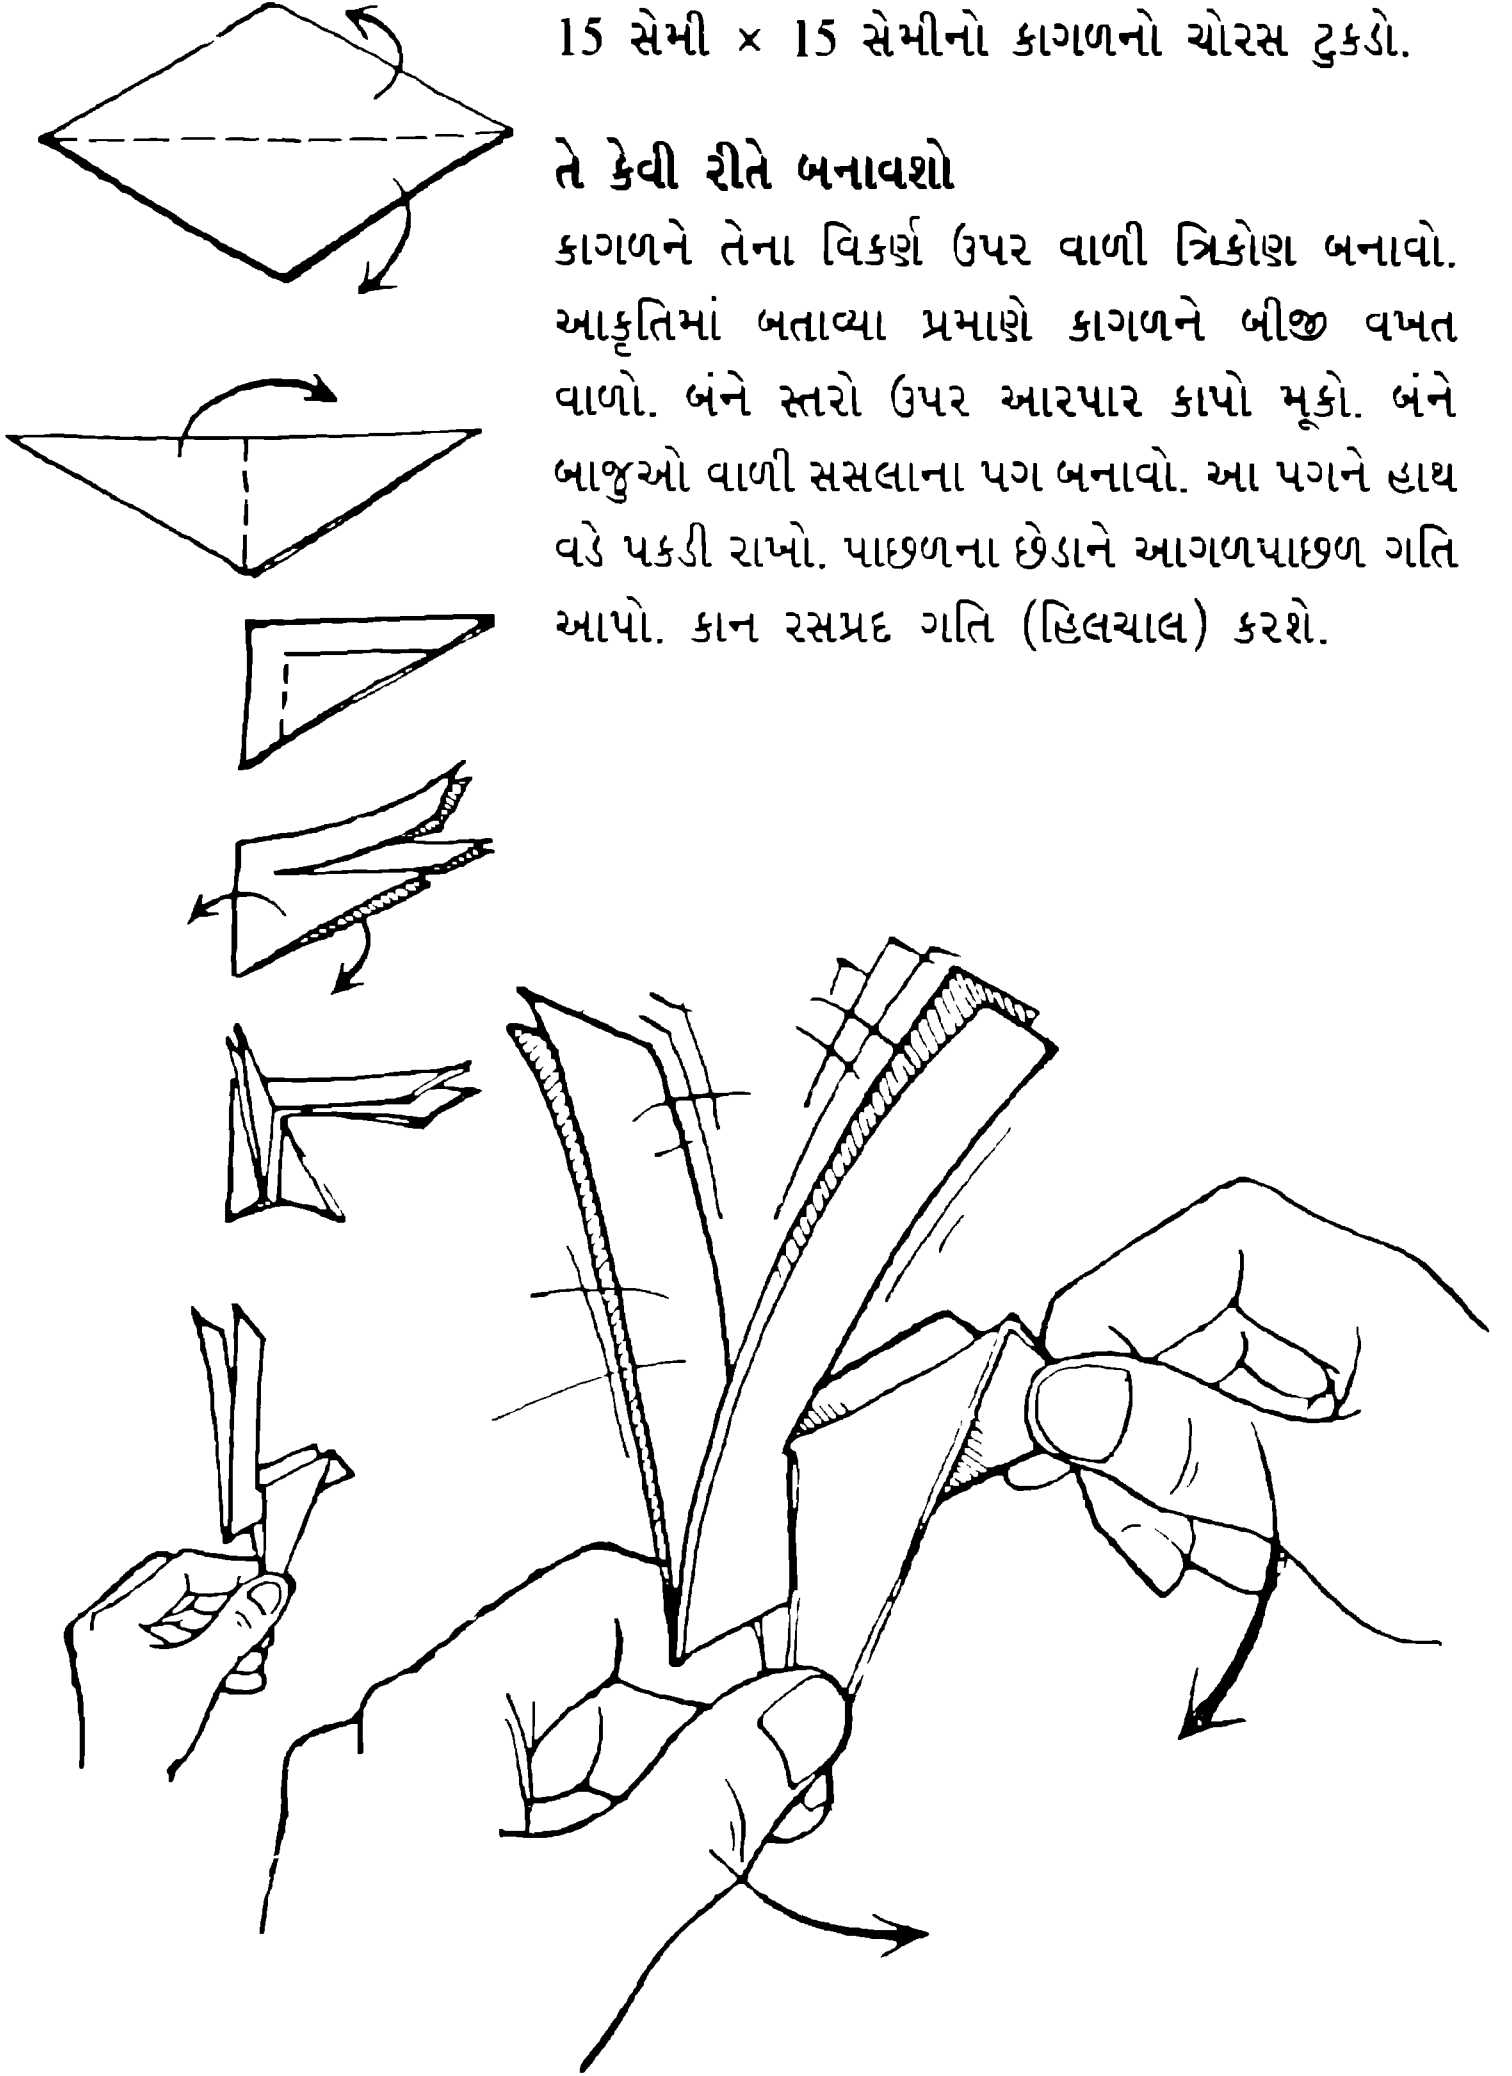 15 સેમી × 15 સેમીનો કાગળનો ચોરસ ટુકડો.
તે કેવી રીતે બનાવશો
કાગળને તેના વિકર્ણ ઉપર વાળી ત્રિકોણ બનાવો.
આકૃતિમાં બતાવ્યા પ્રમાણે કાગળને બીજી વખત
વાળો. બંને સ્તરો ઉપર આરપાર કાપો મૂકો. બંને
બાજુઓ વાળી સસલાના પગ બનાવો. આ પગને હાથ
વડે પકડી રાખો. પાછળના છેડાને આગળપાછળ ગતિ
આપો. કાન રસપ્રદ ગતિ (હિલચાલ) કરશે.